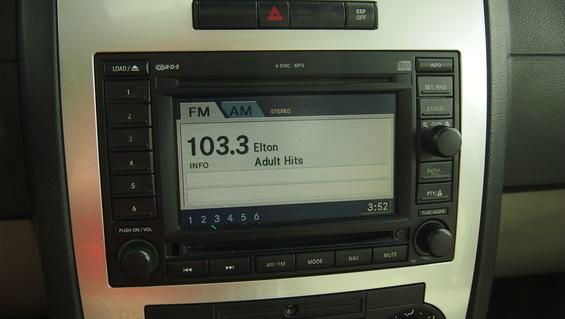 ESP
OFF
LOAD/
R·D·S
6 DISC · MP3
INFO
1
2
3
4
5
6
SET/RND
CANCEL
ZOOM
PTY/
TUNE/AUDIO
FM
AM
STEREO
103.3
Elton
INFO
Adult Hits
1 2 3 4 5 6
3:52
PUSH ON/VOL
AM/FM
MODE
NAV
MUTE